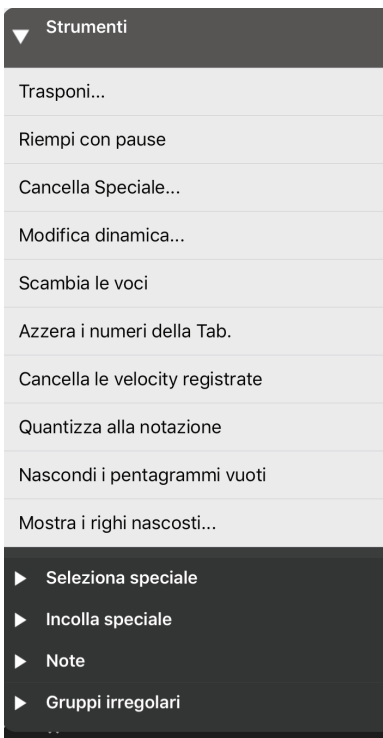 Strumenti
Trasponi...
Riempi con pause
Cancella Speciale...
Modifica dinamica...
Scambia le voci
Azzera i numeri della Tab.
Cancella le velocity registrate
Quantizza alla notazione
Nascondi i pentagrammi vuoti
Mostra i righi nascosti...
Seleziona speciale
Incolla speciale
Note
Gruppi irregolari